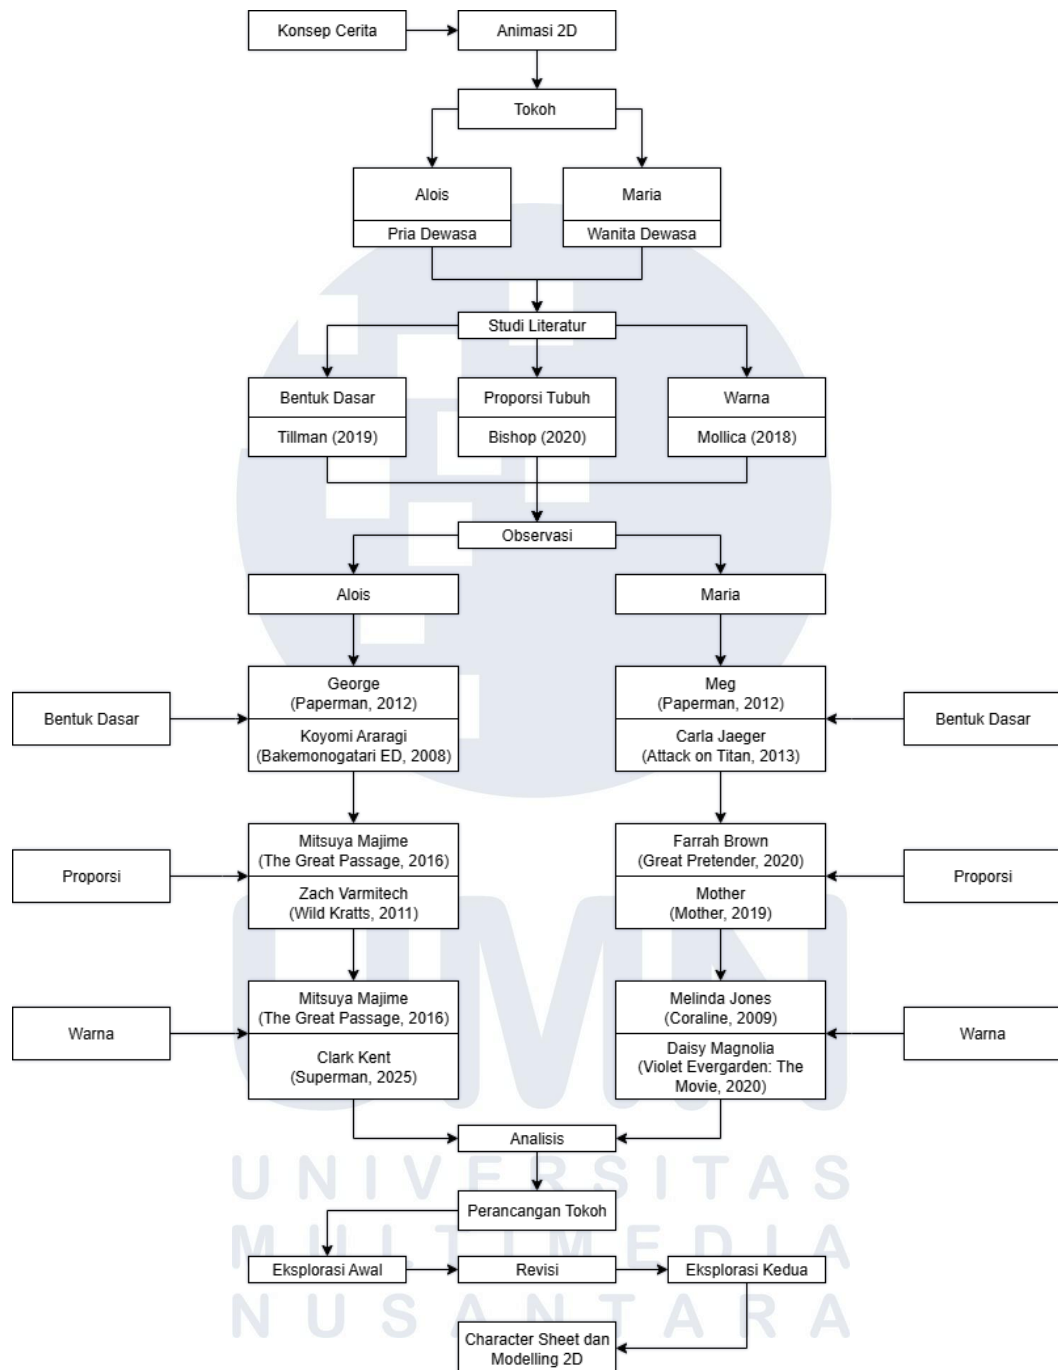 Konsep Cerita
Animasi 2D
Tokoh
Alois
Pria Dewasa
Maria
Wanita Dewasa
Studi Literatur
Bentuk Dasar
Tillman (2019)
Proporsi Tubuh
Bishop (2020)
Warna
Mollica (2018)
Observasi
Alois
Maria
Bentuk Dasar
George
(Paperman, 2012)
Koyomi Araragi
(Bakemonogatari ED, 2008)
Meg
(Paperman, 2012)
Carla Jaeger
(Attack on Titan, 2013)
Bentuk Dasar
Proporsi
Mitsuya Majime
(The Great Passage, 2016)
Zach Varmitech
(Wild Kratts, 2011)
Farrah Brown
(Great Pretender, 2020)
Mother
(Mother, 2019)
Proporsi
Warna
Mitsuya Majime
(The Great Passage, 2016)
Clark Kent
(Superman, 2025)
Melinda Jones
(Coraline, 2009)
Daisy Magnolia
(Violet Evergarden: The
Movie, 2020)
Warna
Analisis
Perancangan Tokoh
Eksplorasi Awal
Revisi
Eksplorasi Kedua
Character Sheet dan
Modelling 2D
UMN
UNIVERSITAS
MULTIMEDIA
NUSANTARA